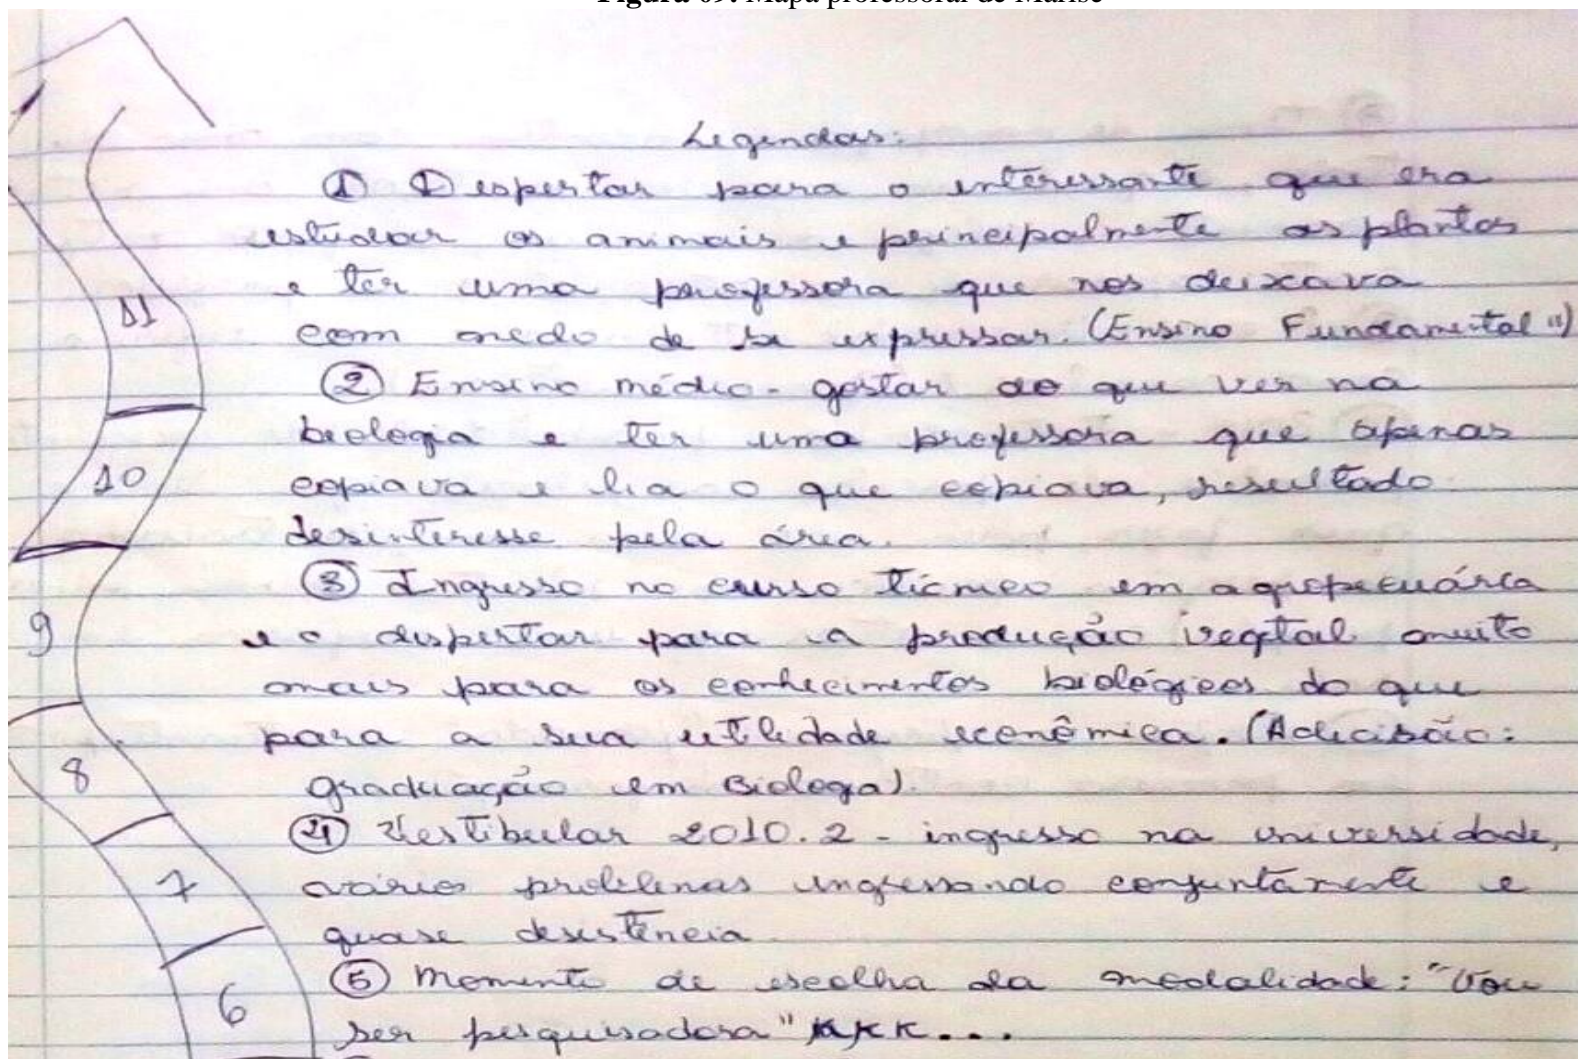 Figura 09. Mapa professoral de Marise
Legendas:
① Despertar para o interessante que era
estudar os animais e principalmente as plantas
e ter uma professora que nos deixava
com medo de se expressar. (Ensino Fundamental II)
② Ensino médio - gostar do que ver na
biologia e ter uma professora que apenas
copiava e lia o que copiava, resultado
desinteresse pela área.
③ Ingresso no curso técnico em agropecuária
e o dispertar para a produção vegtal muito
mais para os conhecimentos biológicos do que
para a sua utilidade econômica. (A decisão:
graduação em Biologa).
④ Vestibular 2010.2 - ingresso na universidade,
vários problemas ingressando conjuntamente e
quase desistência
⑤ Momento de escolha da modalidade: "Vou
ser pesquisadora" KKK...
11
10
9
8
7
6